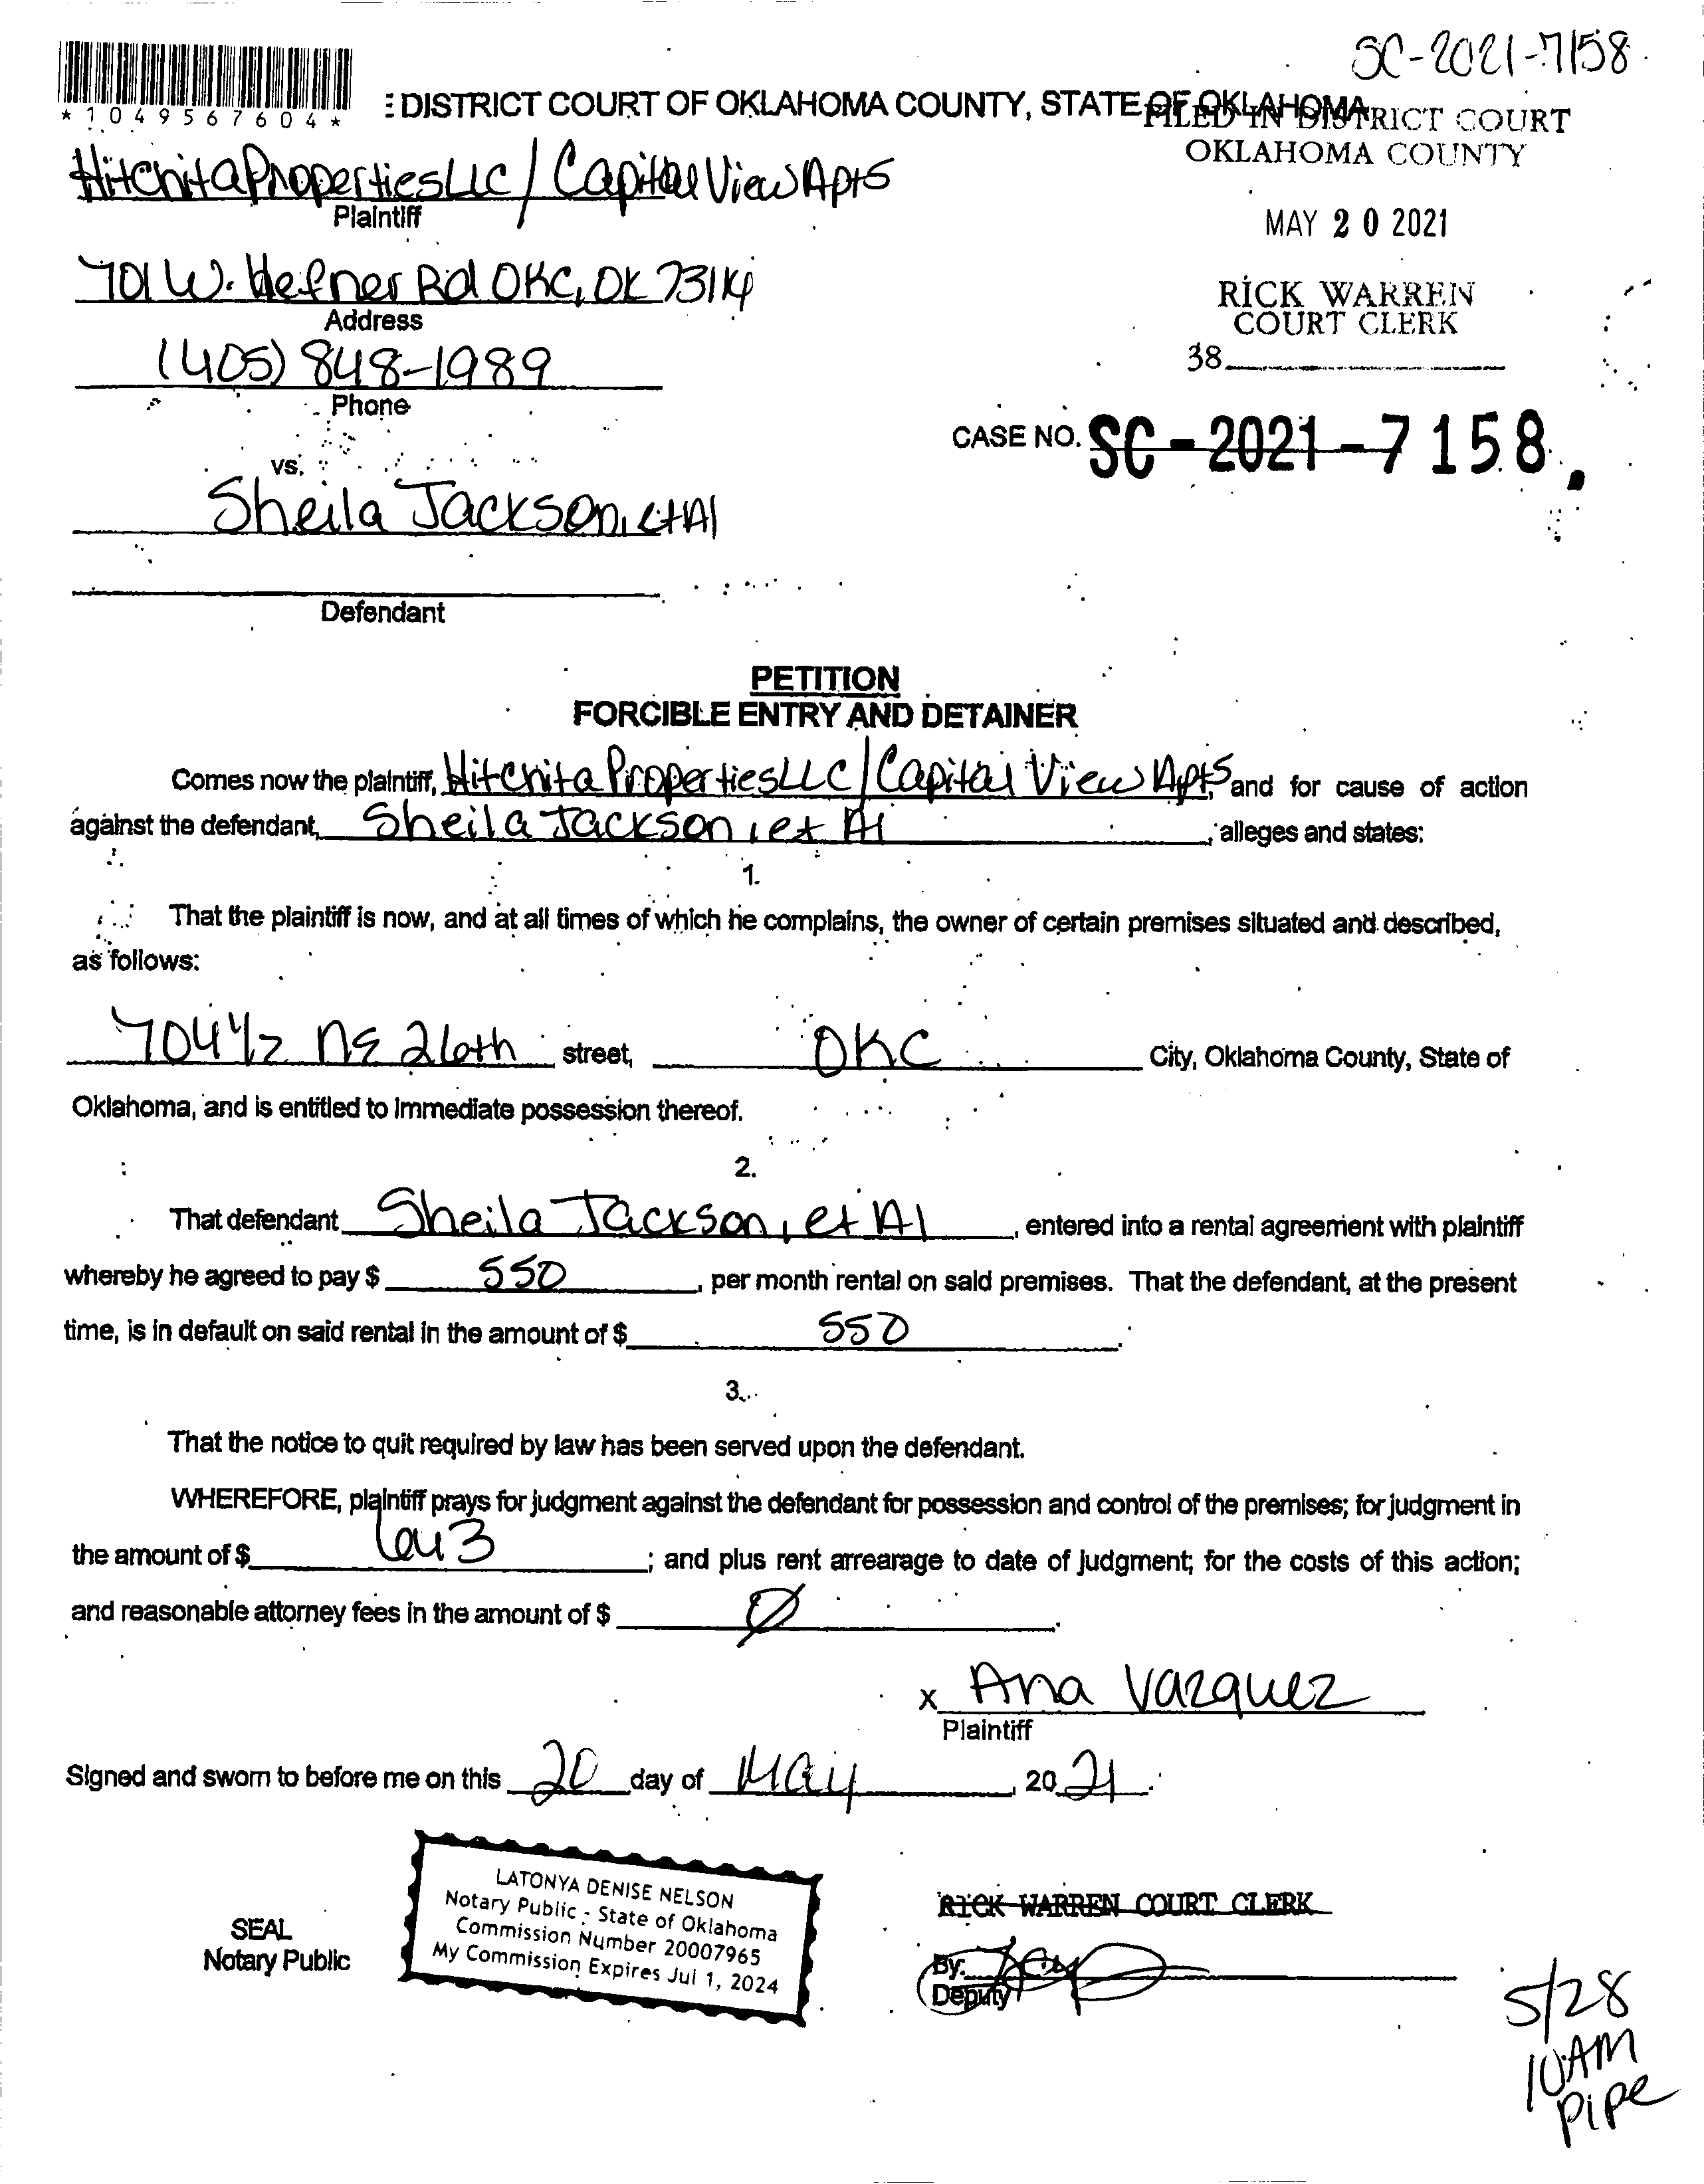 SC-2021-7158
*1049567604*
E DISTRICT COURT OF OKLAHOMA COUNTY, STATE OF OKLAHOMA
FILED IN DISTRICT COURT
OKLAHOMA COUNTY
Hitchita Properties LLC / Capital View Apts
Plaintiff
MAY 20 2021
701 W. Hefner Rd OKC, OK 73114
Address
RICK WARREN
COURT CLERK
(405) 848-1989
38
Phone
CASE NO. SC-2021-7158
vs.
Sheila Jackson, et Al
Defendant
PETITION
FORCIBLE ENTRY AND DETAINER
Comes now the plaintiff, Hitchita Properties LLC / Capital View Apts, and for cause of action
against the defendant, Sheila Jackson, et Al, alleges and states:
1.
That the plaintiff is now, and at all times of which he complains, the owner of certain premises situated and described,
as follows:
704 1/2 NE 26th street, OKC City, Oklahoma County, State of
Oklahoma, and is entitled to immediate possession thereof.
2.
That defendant Sheila Jackson, et Al, entered into a rental agreement with plaintiff
whereby he agreed to pay $ 550, per month rental on said premises. That the defendant, at the present
time, is in default on said rental in the amount of $ 550.
3.
That the notice to quit required by law has been served upon the defendant.
WHEREFORE, plaintiff prays for judgment against the defendant for possession and control of the premises; for judgment in
the amount of $ 643; and plus rent arrearage to date of judgment; for the costs of this action;
and reasonable attorney fees in the amount of $ Ø.
X Ana Vazquez
Plaintiff
Signed and sworn to before me on this 20 day of May, 2021.
LATONYA DENISE NELSON
Notary Public - State of Oklahoma
Commission Number 20007965
My Commission Expires Jul 1, 2024
SEAL
Notary Public
RICK WARREN COURT CLERK
By:
Deputy
5/28
10AM
Pipe